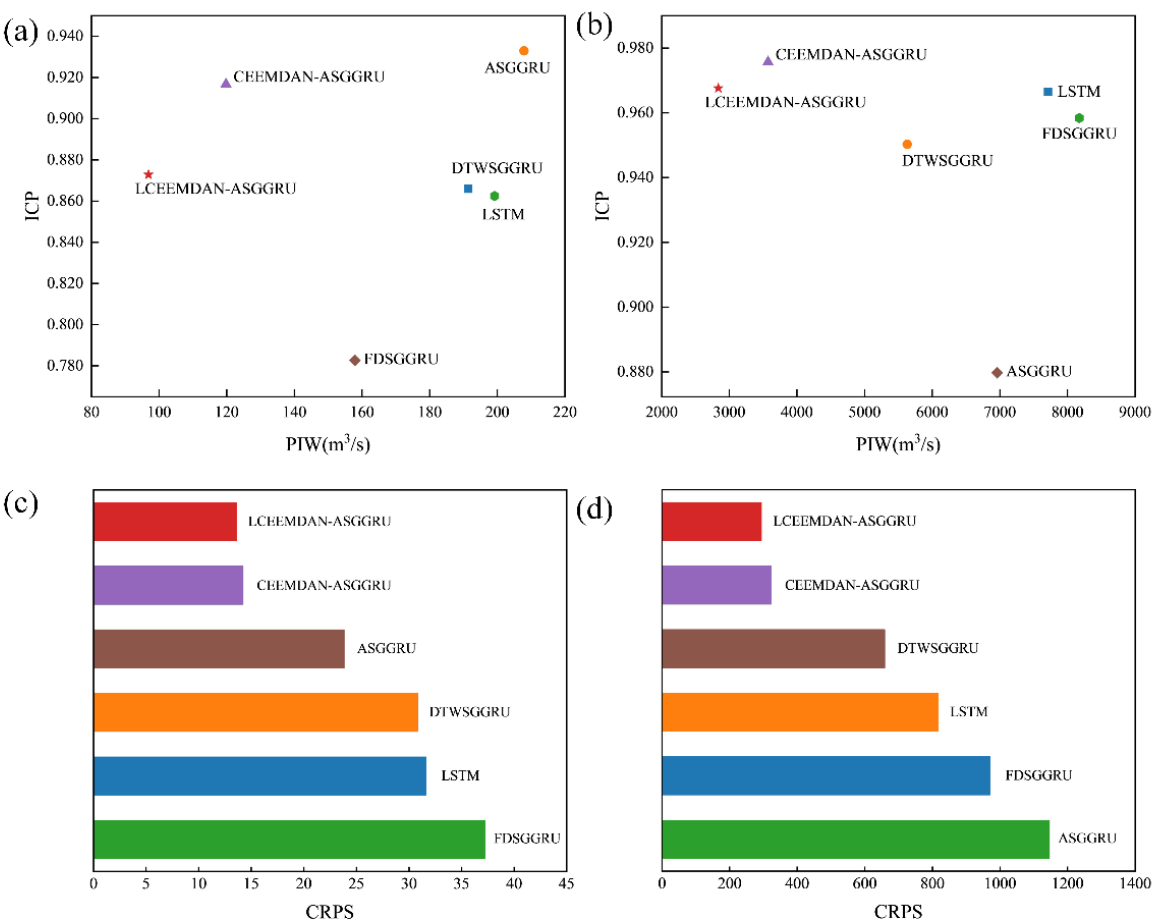 (a)
0.940
0.920
0.900
0.880
0.860
0.840
0.820
0.800
0.780
ICP
CEEMDAN-ASGGRU
ASGGRU
LCEEMDAN-ASGGRU
DTWSGGRU
LSTM
FDSGGRU
80 100 120 140 160 180 200 220
PIW(m³/s)
(b)
0.980
0.960
0.940
0.920
0.900
0.880
ICP
CEEMDAN-ASGGRU
LCEEMDAN-ASGGRU
LSTM
FDSGGRU
DTWSGGRU
ASGGRU
2000 3000 4000 5000 6000 7000 8000 9000
PIW(m³/s)
(c)
LCEEMDAN-ASGGRU
CEEMDAN-ASGGRU
ASGGRU
DTWSGGRU
LSTM
FDSGGRU
0 5 10 15 20 25 30 35 40 45
CRPS
(d)
LCEEMDAN-ASGGRU
CEEMDAN-ASGGRU
DTWSGGRU
LSTM
FDSGGRU
ASGGRU
0 200 400 600 800 1000 1200 1400
CRPS